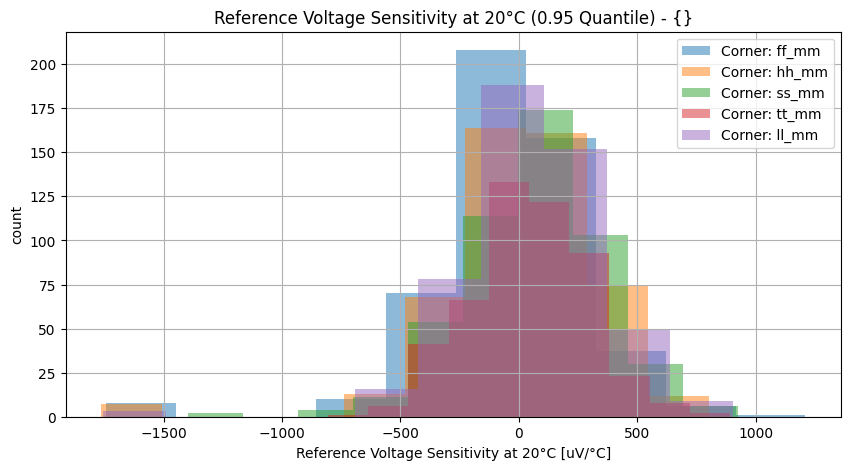 Reference Voltage Sensitivity at 20°C (0.95 Quantile) - {}
Corner: ff_mm
Corner: hh_mm
Corner: ss_mm
Corner: tt_mm
Corner: ll_mm
200
175
150
125
100
75
50
25
0
count
−1500
−1000
−500
0
500
1000
Reference Voltage Sensitivity at 20°C [uV/°C]